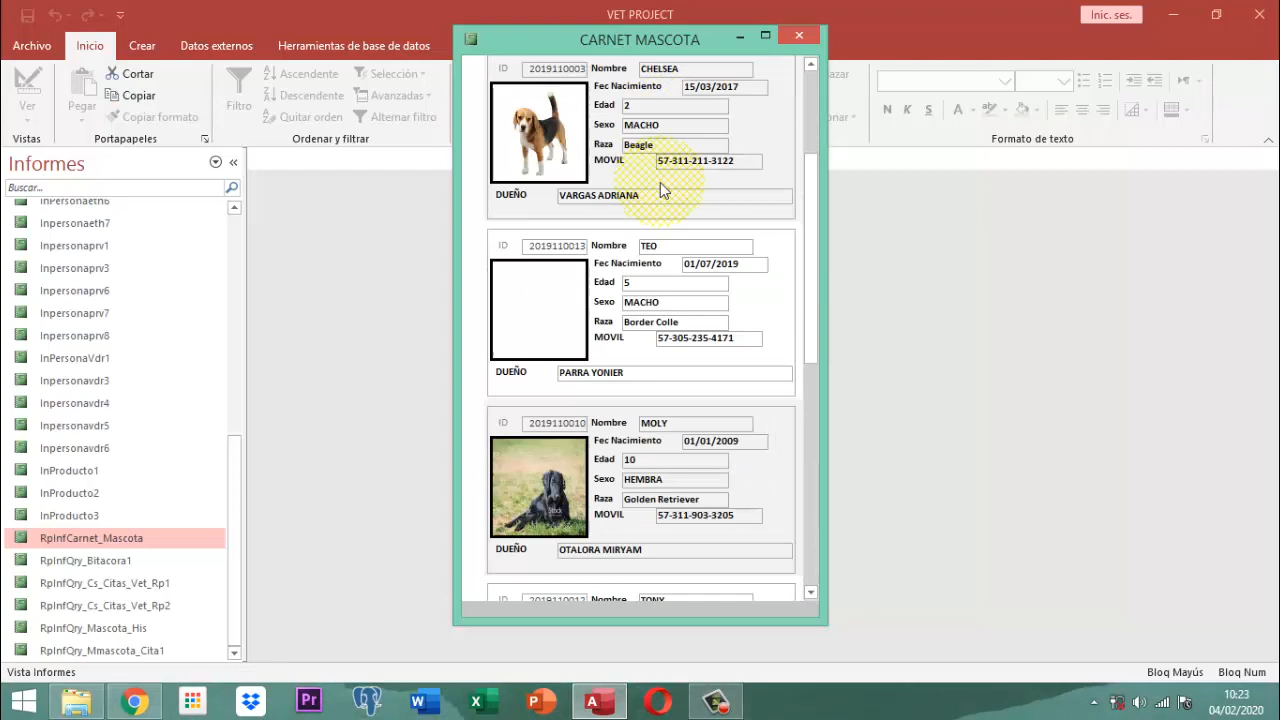 VET PROJECT
Inic. ses.
Archivo
Inicio
Crear
Datos externos
Herramientas de base de datos
Ver
Pegar
Cortar
Copiar
Copiar formato
Filtro
Ascendente
Descendente
Quitar orden
Selección
Avanzadas
Vistas
Portapapeles
Ordenar y filtrar
N K S
Formato de texto
CARNET MASCOTA
ID 2019110003 Nombre CHELSEA
Fec Nacimiento 15/03/2017
Edad 2
Sexo MACHO
Raza Beagle
MOVIL 57-311-211-3122
DUEÑO VARGAS ADRIANA
ID 2019110013 Nombre TEO
Fec Nacimiento 01/07/2019
Edad 5
Sexo MACHO
Raza Border Colle
MOVIL 57-305-235-4171
DUEÑO PARRA YONIER
ID 2019110010 Nombre MOLY
Fec Nacimiento 01/01/2009
Edad 10
Sexo HEMBRA
Raza Golden Retriever
MOVIL 57-311-903-3205
DUEÑO OTALORA MIRYAM
ID 2019110012 Nombre TONY
Informes
Buscar...
Inpersonaeth6
Inpersonaeth7
Inpersonaprv1
Inpersonaprv3
Inpersonaprv6
Inpersonaprv7
Inpersonaprv8
InPersonaVdr1
Inpersonavdr3
Inpersonavdr4
Inpersonavdr5
Inpersonavdr6
InProducto1
InProducto2
InProducto3
RpInfCarnet_Mascota
RpInfQry_Bitacora1
RpInfQry_Cs_Citas_Vet_Rp1
RpInfQry_Cs_Citas_Vet_Rp2
RpInfQry_Mascota_His
RpInfQry_Mmascota_Cita1
Vista Informes
Bloq Mayús
Bloq Num
Pr
10:23
04/02/2020